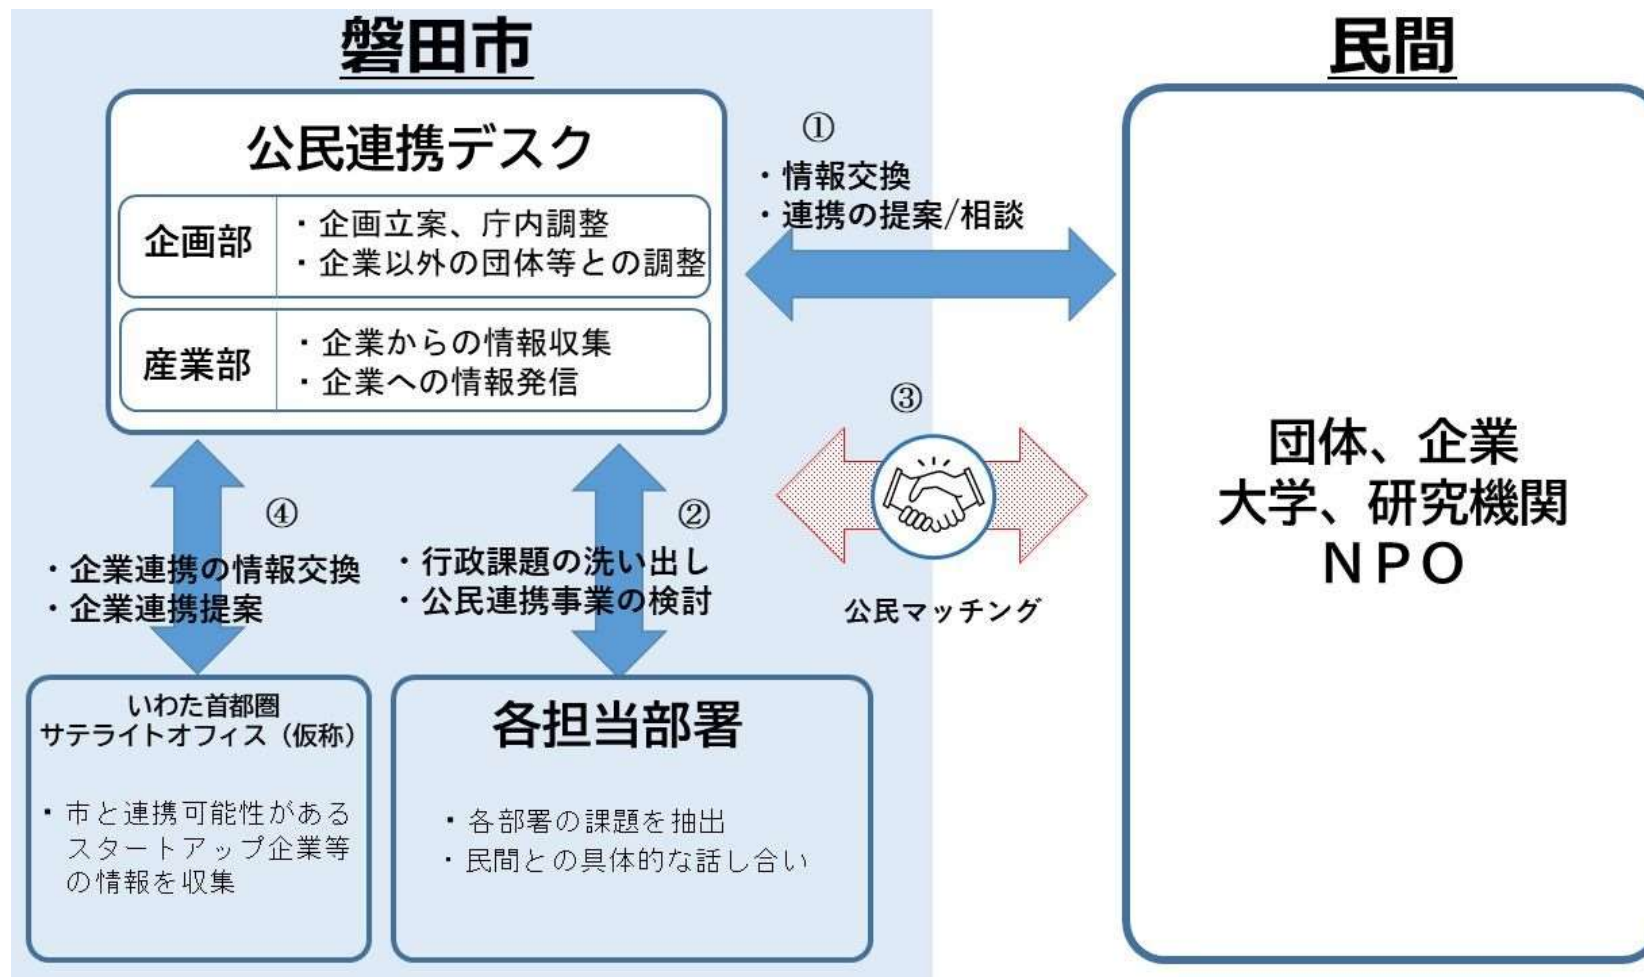 磐田市
民間
公民連携デスク
企画部
・企画立案、庁内調整
・企業以外の団体等との調整
産業部
・企業からの情報収集
・企業への情報発信
①
・情報交換
・連携の提案/相談
③
公民マッチング
団体、企業
大学、研究機関
ＮＰＯ
④
・企業連携の情報交換
・企業連携提案
②
・行政課題の洗い出し
・公民連携事業の検討
いわた首都圏
サテライトオフィス（仮称）
・市と連携可能性がある
スタートアップ企業等
の情報を収集
各担当部署
・各部署の課題を抽出
・民間との具体的な話し合い